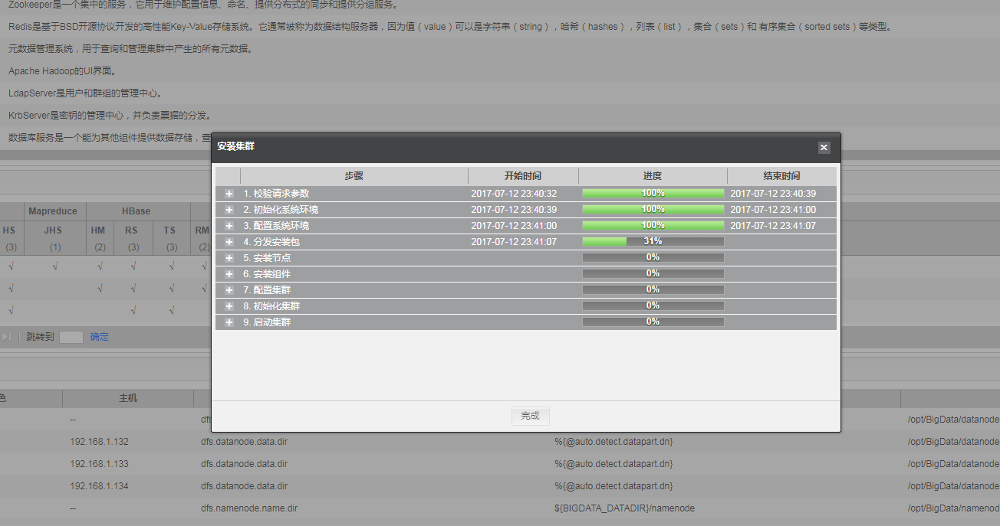 Zookeeper是一个集中的服务，它用于维护配置信息、命名、提供分布式的同步和提供分组服务。
Redis是基于BSD开源协议开发的高性能Key-Value存储系统。它通常被称为数据结构服务器，因为值（value）可以是字符串（string），哈希（hashes），列表（list），集合（sets）和 有序集合（sorted sets）等类型。
元数据管理系统，用于查询和管理集群中产生的所有元数据。
Apache Hadoop的UI界面。
LdapServer是用户和群组的管理中心。
KrbServer是密钥的管理中心，并负责票据的分发。
数据库服务是一个能为其他组件提供数据存储，查
安装集群
步骤 开始时间 进度 结束时间
1. 校验请求参数 2017-07-12 23:40:32 100% 2017-07-12 23:40:39
2. 初始化系统环境 2017-07-12 23:40:39 100% 2017-07-12 23:41:00
3. 配置系统环境 2017-07-12 23:41:00 100% 2017-07-12 23:41:07
4. 分发安装包 2017-07-12 23:41:07 31%
5. 安装节点 0%
6. 安装组件 0%
7. 配置集群 0%
8. 初始化集群 0%
9. 启动集群 0%
完成
Mapreduce HBase
HS JHS HM RS TS RM
(3) (1) (2) (3) (3) (2)
√ √ √ √ √ √
√ √ √ √ √
√ √ √
跳转到 确定
色 主机
-- dfs /opt/BigData/datanode
192.168.1.132 dfs.datanode.data.dir %{@auto.detect.datapart.dn} /opt/BigData/datanode
192.168.1.133 dfs.datanode.data.dir %{@auto.detect.datapart.dn} /opt/BigData/datanode
192.168.1.134 dfs.datanode.data.dir %{@auto.detect.datapart.dn} /opt/BigData/datanode
-- dfs.namenode.name.dir ${BIGDATA_DATADIR}/namenode /opt/BigData/namenod